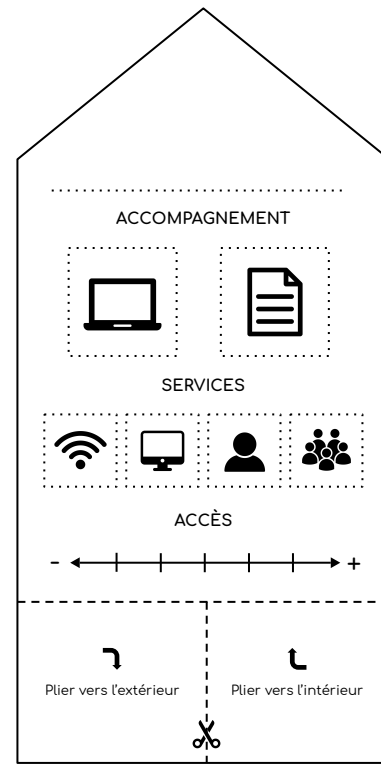 ACCOMPAGNEMENT
SERVICES
ACCÈS
- +
Plier vers l'extérieur
Plier vers l'intérieur